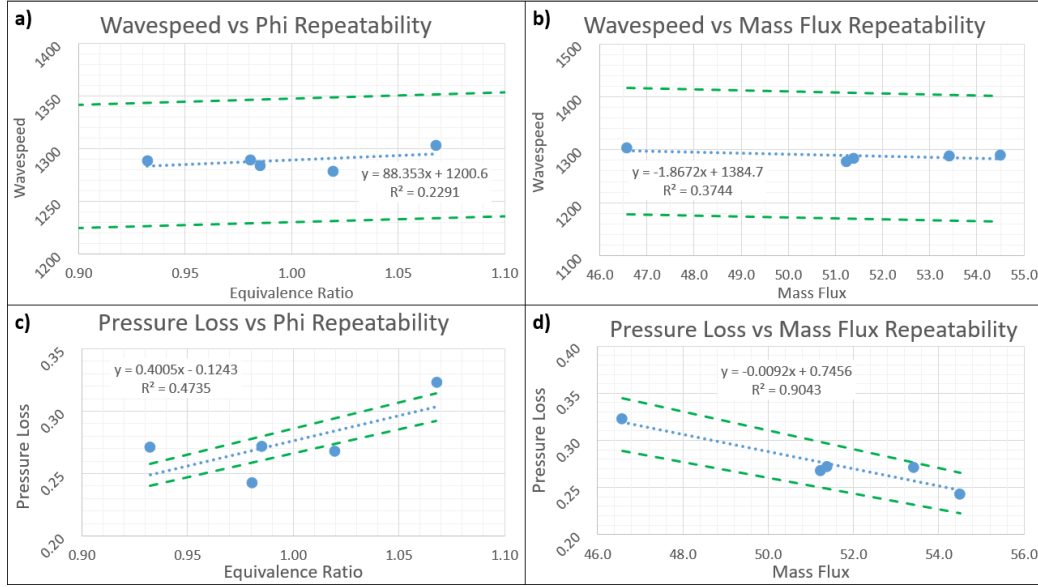 a)
Wavespeed vs Phi Repeatability
1400
1350
1300
1250
1200
Wavespeed
y = 88.353x + 1200.6
R² = 0.2291
0.90 0.95 1.00 1.05 1.10
Equivalence Ratio
b)
Wavespeed vs Mass Flux Repeatability
1500
1400
1300
1200
1100
Wavespeed
y = -1.8672x + 1384.7
R² = 0.3744
46.0 47.0 48.0 49.0 50.0 51.0 52.0 53.0 54.0 55.0
Mass Flux
c)
Pressure Loss vs Phi Repeatability
0.35
0.30
0.25
0.20
Pressure Loss
y = 0.4005x - 0.1243
R² = 0.4735
0.90 0.95 1.00 1.05 1.10
Equivalence Ratio
d)
Pressure Loss vs Mass Flux Repeatability
0.40
0.35
0.30
0.25
0.20
Pressure Loss
y = -0.0092x + 0.7456
R² = 0.9043
46.0 48.0 50.0 52.0 54.0 56.0
Mass Flux